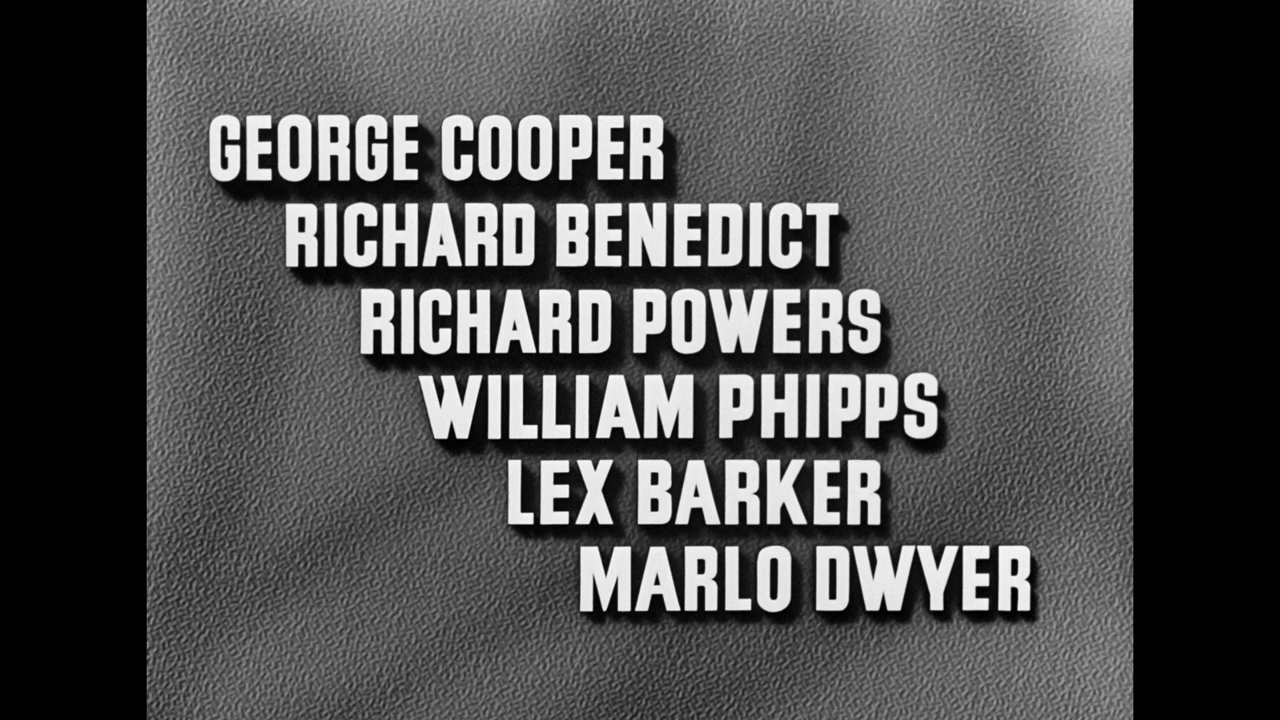 GEORGE COOPER
RICHARD BENEDICT
RICHARD POWERS
WILLIAM PHIPPS
LEX BARKER
MARLO DWYER